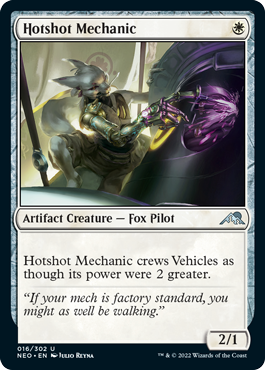 Hotshot Mechanic
Artifact Creature — Fox Pilot
Hotshot Mechanic crews Vehicles as
though its power were 2 greater.
“If your mech is factory standard, you
might as well be walking.”
2/1
016/302 U
NEO • EN Julio Reyna
™ & © 2022 Wizards of the Coast